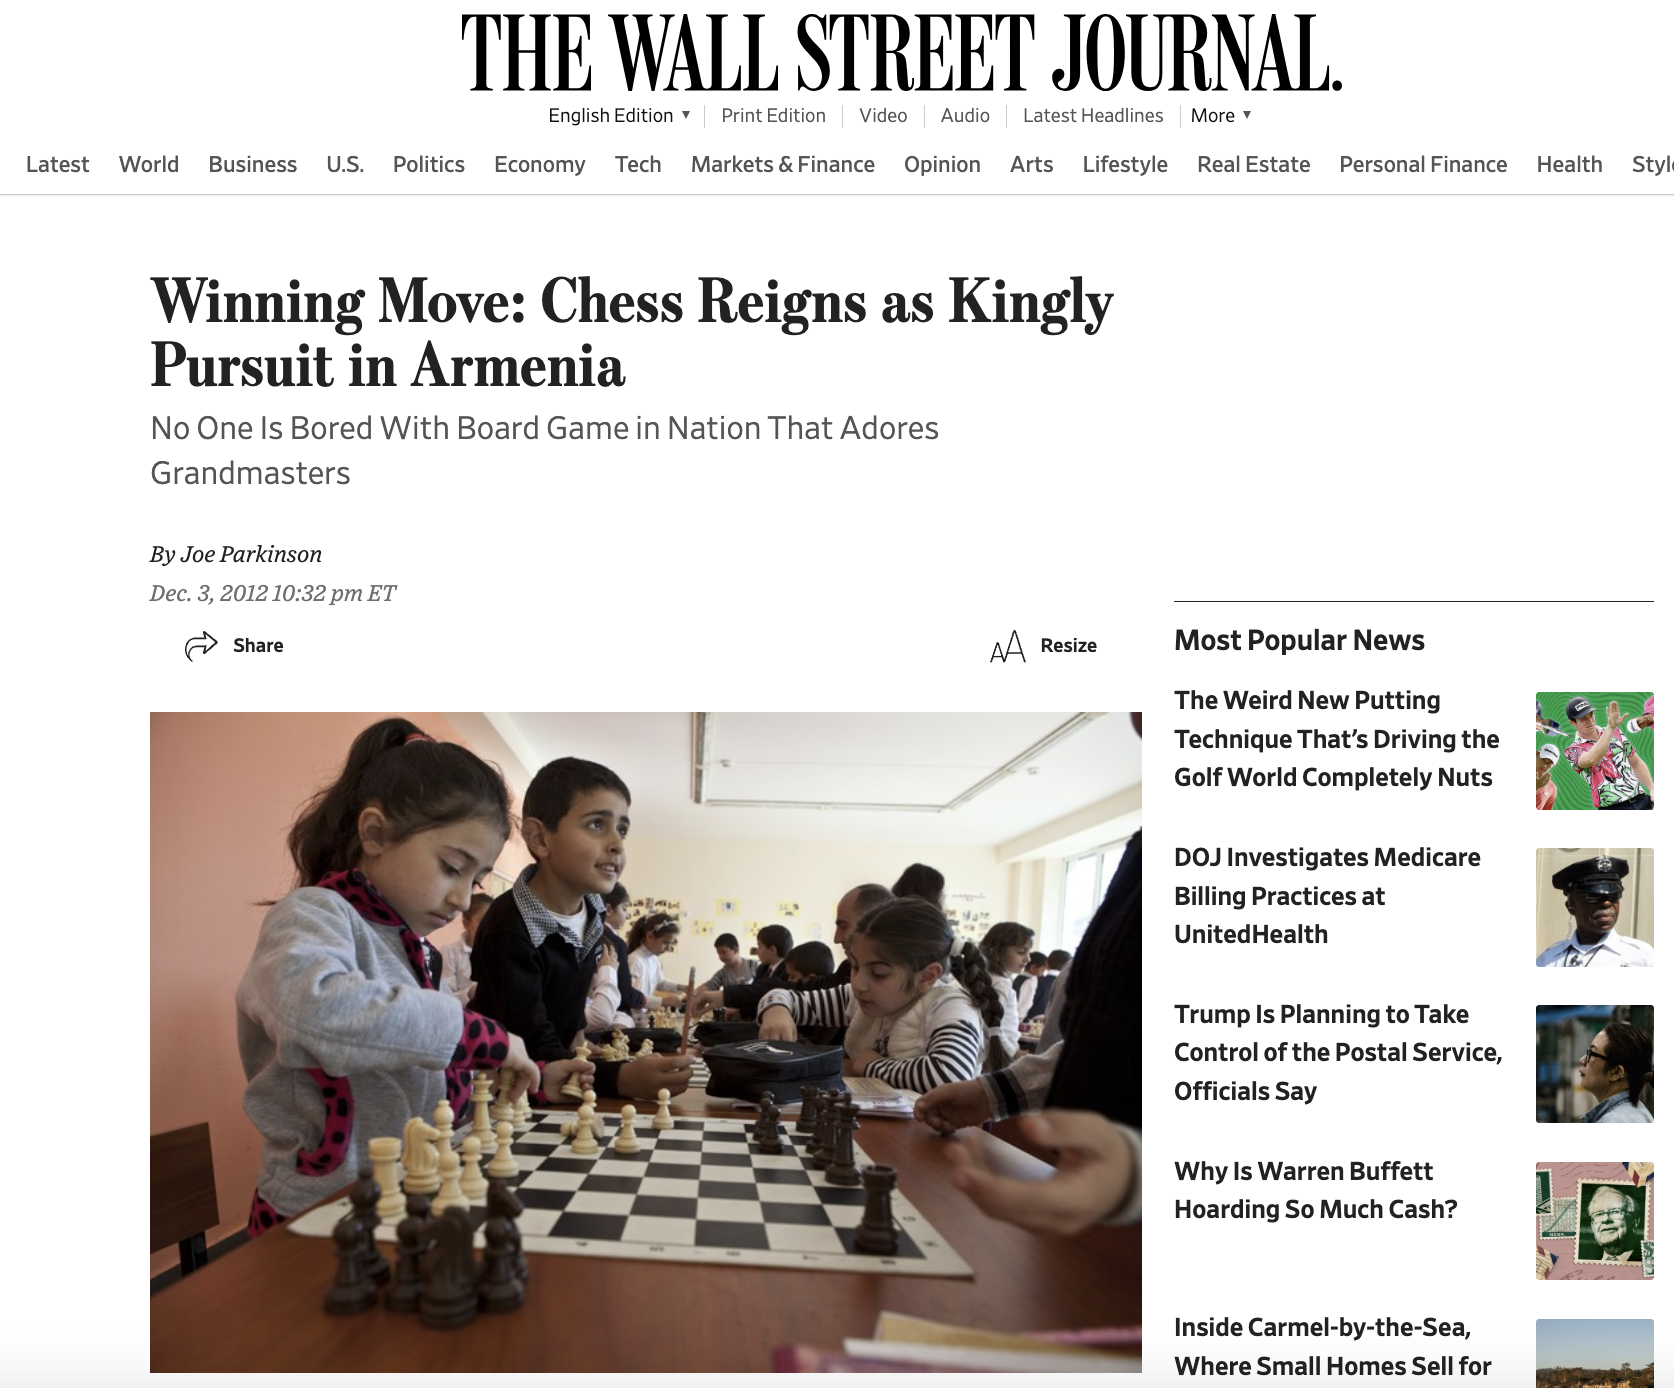 THE WALL STREET JOURNAL.
English Edition ▼ Print Edition Video Audio Latest Headlines More ▼
Latest World Business U.S. Politics Economy Tech Markets & Finance Opinion Arts Lifestyle Real Estate Personal Finance Health Style
Winning Move: Chess Reigns as Kingly
Pursuit in Armenia
No One Is Bored With Board Game in Nation That Adores
Grandmasters
By Joe Parkinson
Dec. 3, 2012 10:32 pm ET
Share
AA Resize
Most Popular News
The Weird New Putting
Technique That’s Driving the
Golf World Completely Nuts
DOJ Investigates Medicare
Billing Practices at
UnitedHealth
Trump Is Planning to Take
Control of the Postal Service,
Officials Say
Why Is Warren Buffett
Hoarding So Much Cash?
Inside Carmel-by-the-Sea,
Where Small Homes Sell for